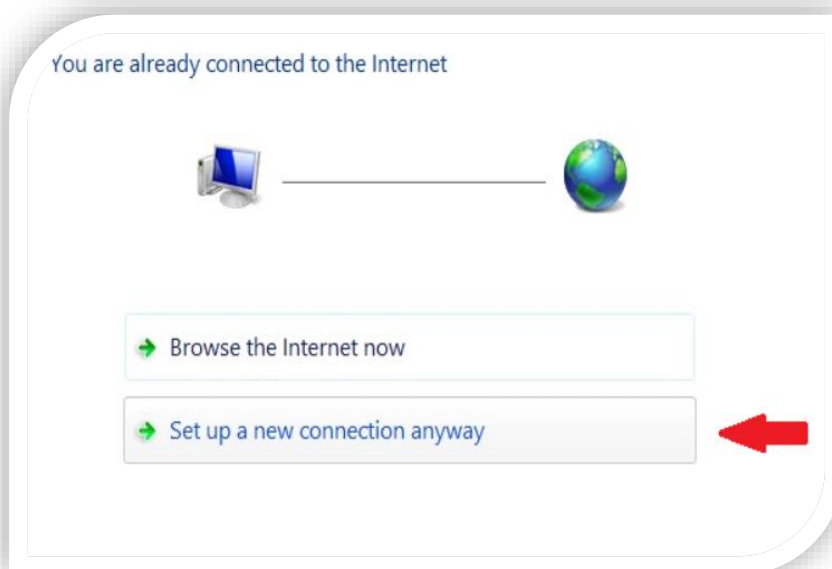 You are already connected to the Internet
Browse the Internet now
Set up a new connection anyway